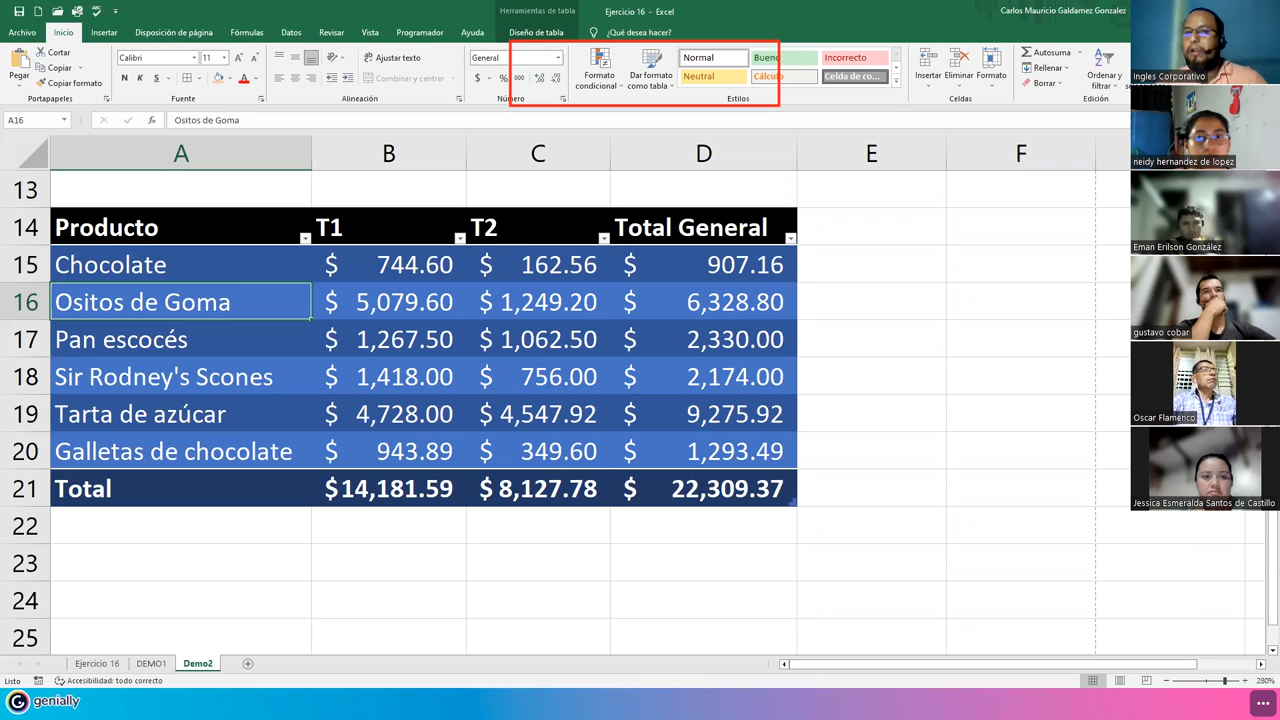 Herramientas de tabla
Ejercicio 16 - Excel
Carlos Mauricio Galdamez Gonzalez
Archivo Inicio Insertar Disposición de página Fórmulas Datos Revisar Vista Programador Ayuda Diseño de tabla ¿Qué desea hacer?
Pegar
Cortar
Copiar
Portapapeles
Calibri 11
N K S
Fuente
Ajustar texto
Combinar y centrar
Alineación
General
$ % 000
Número
Formato condicional
Dar formato como tabla
Normal Bueno Incorrecto
Neutral Cálculo Celda de co...
Estilos
Insertar Eliminar Formato
Celdas
Autosuma
Rellenar
Borrar
Ordenar y filtrar
Edición
A16 fx Ositos de Goma
A B C D E F
13
14 Producto T1 T2 Total General
15 Chocolate $ 744.60 $ 162.56 $ 907.16
16 Ositos de Goma $ 5,079.60 $ 1,249.20 $ 6,328.80
17 Pan escocés $ 1,267.50 $ 1,062.50 $ 2,330.00
18 Sir Rodney's Scones $ 1,418.00 $ 756.00 $ 2,174.00
19 Tarta de azúcar $ 4,728.00 $ 4,547.92 $ 9,275.92
20 Galletas de chocolate $ 943.89 $ 349.60 $ 1,293.49
21 Total $14,181.59 $ 8,127.78 $ 22,309.37
22
23
24
25
Ejercicio 16 DEMO1 Demo2
Listo Accesibilidad: todo correcto 280%
genially
Ingles Corporativo
neidy hernandez de lopez
Eman Erilson González
gustavo cobar
Oscar Flamenco
Jessica Esmeralda Santos de Castillo